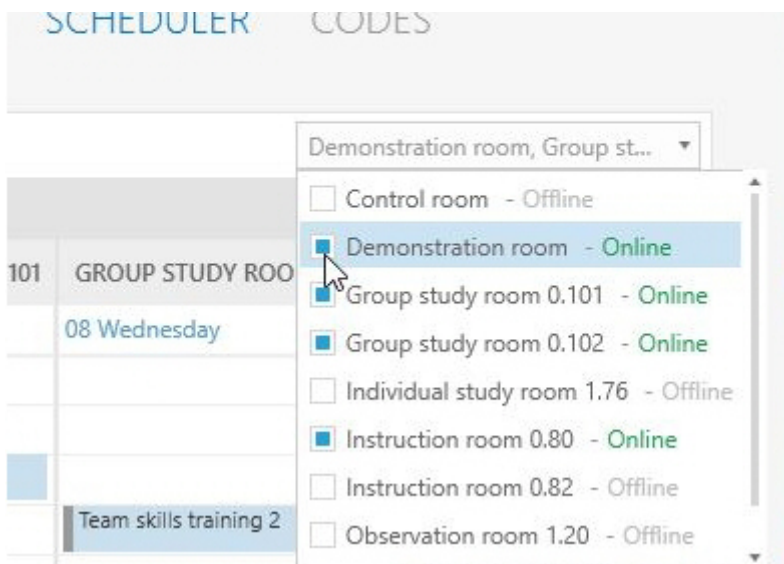 SCHEDULER CODES
Demonstration room, Group st...
Control room - Offline
Demonstration room - Online
101 GROUP STUDY ROO
Group study room 0.101 - Online
08 Wednesday
Group study room 0.102 - Online
Individual study room 1.76 - Offline
Instruction room 0.80 - Online
Instruction room 0.82 - Offline
Team skills training 2
Observation room 1.20 - Offline